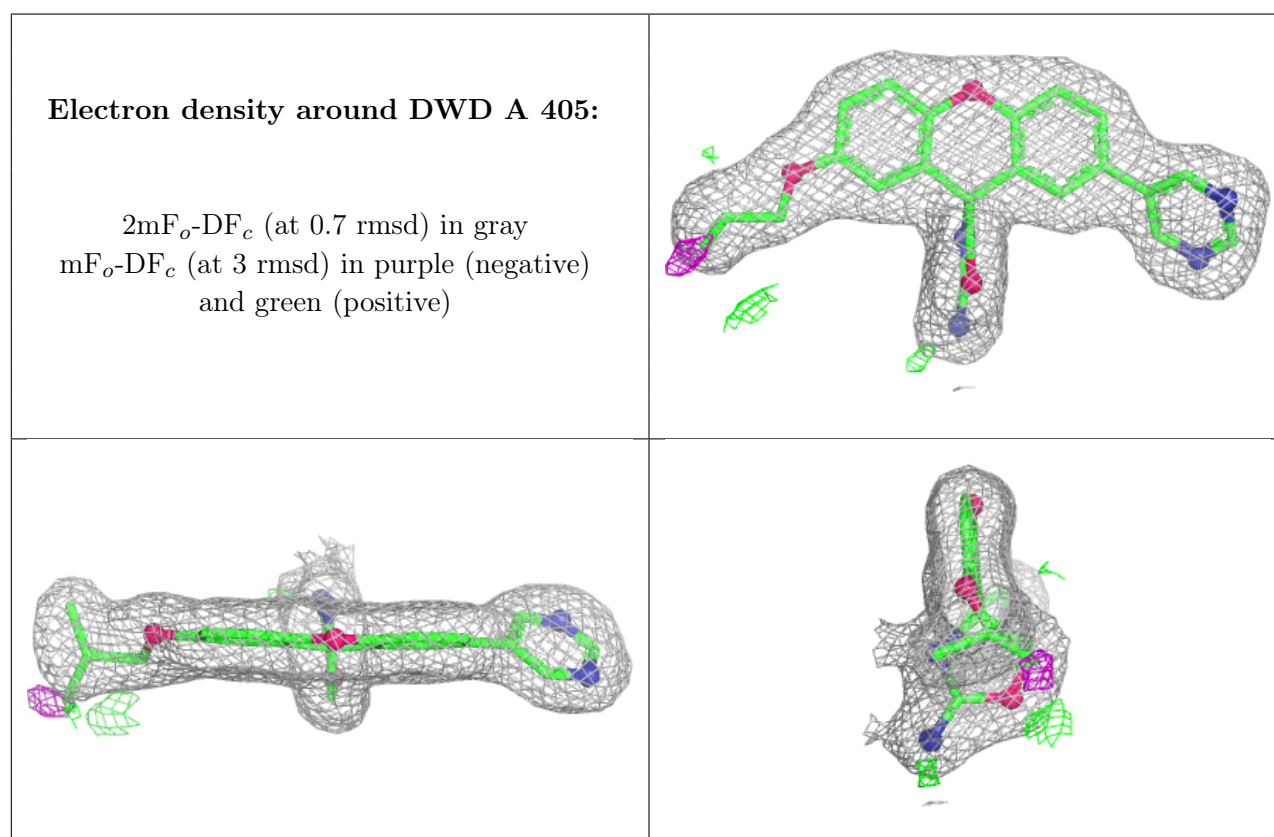 Electron density around DWD A 405:
2mFₒ-DF𝒸 (at 0.7 rmsd) in gray
mFₒ-DF𝒸 (at 3 rmsd) in purple (negative)
and green (positive)